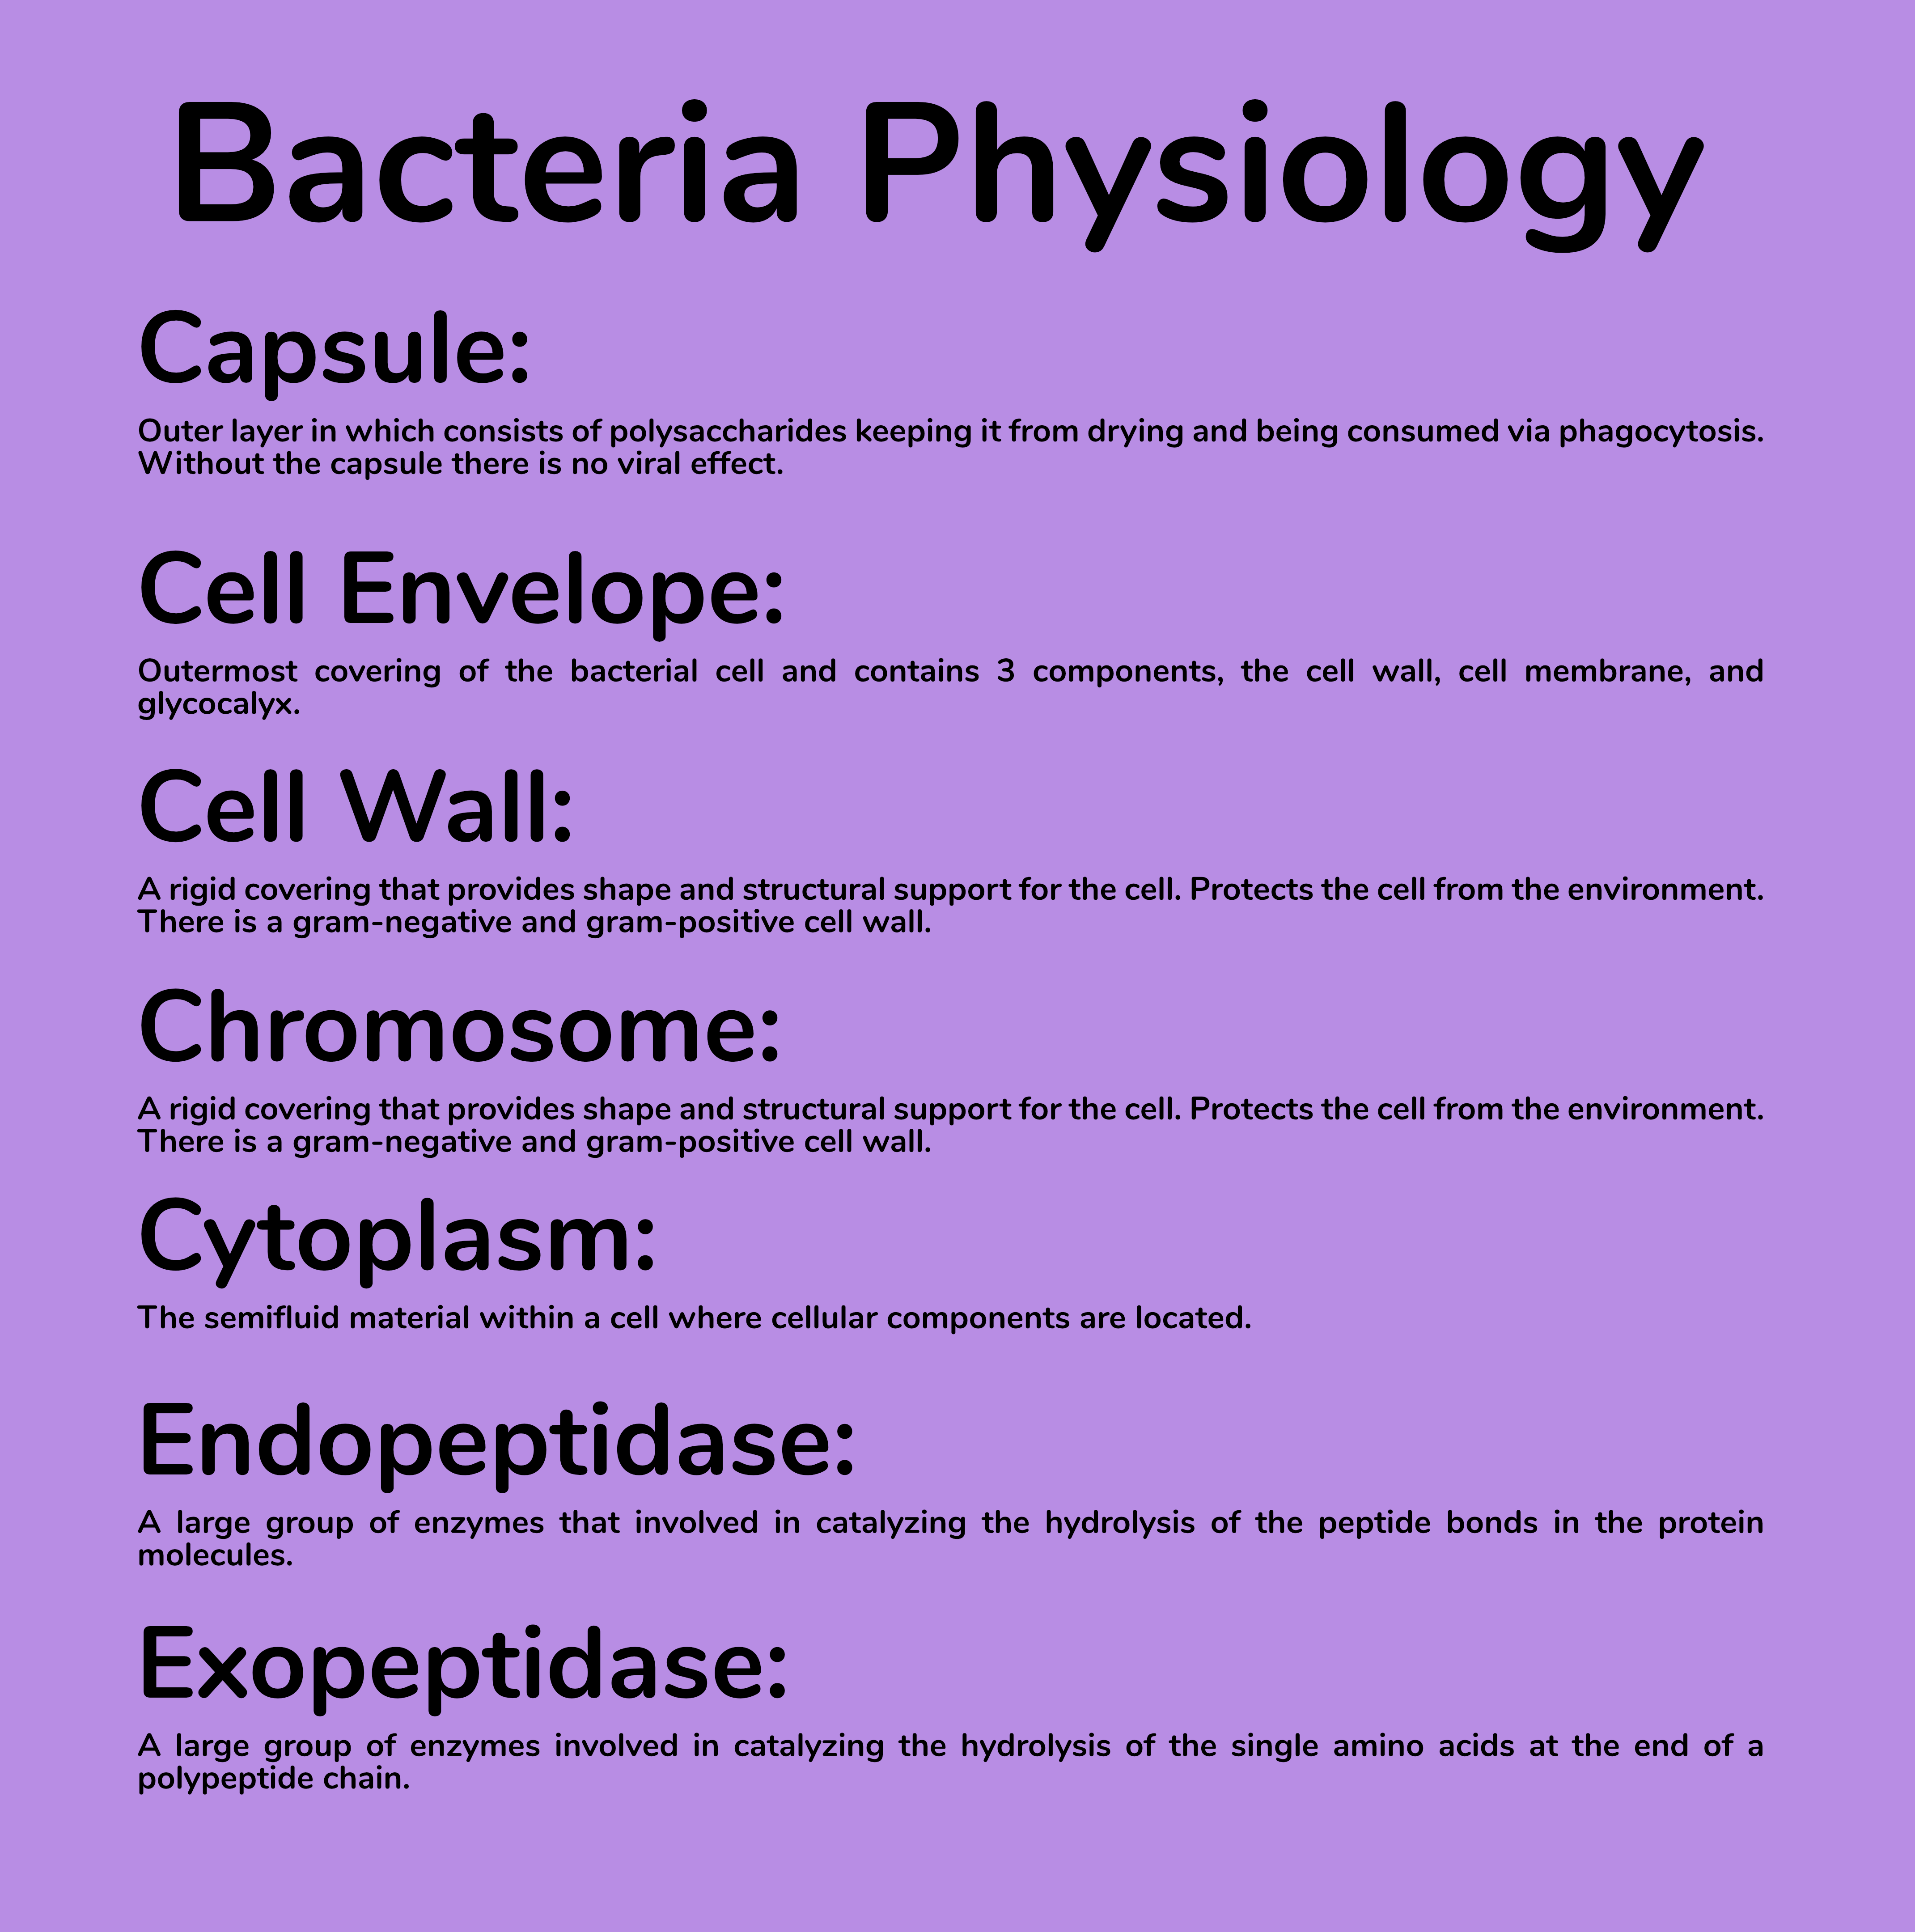 Bacteria Physiology
Capsule:
Outer layer in which consists of polysaccharides keeping it from drying and being consumed via phagocytosis.
Without the capsule there is no viral effect.
Cell Envelope:
Outermost covering of the bacterial cell and contains 3 components, the cell wall, cell membrane, and
glycocalyx.
Cell Wall:
A rigid covering that provides shape and structural support for the cell. Protects the cell from the environment.
There is a gram-negative and gram-positive cell wall.
Chromosome:
A rigid covering that provides shape and structural support for the cell. Protects the cell from the environment.
There is a gram-negative and gram-positive cell wall.
Cytoplasm:
The semifluid material within a cell where cellular components are located.
Endopeptidase:
A large group of enzymes that involved in catalyzing the hydrolysis of the peptide bonds in the protein
molecules.
Exopeptidase:
A large group of enzymes involved in catalyzing the hydrolysis of the single amino acids at the end of a
polypeptide chain.